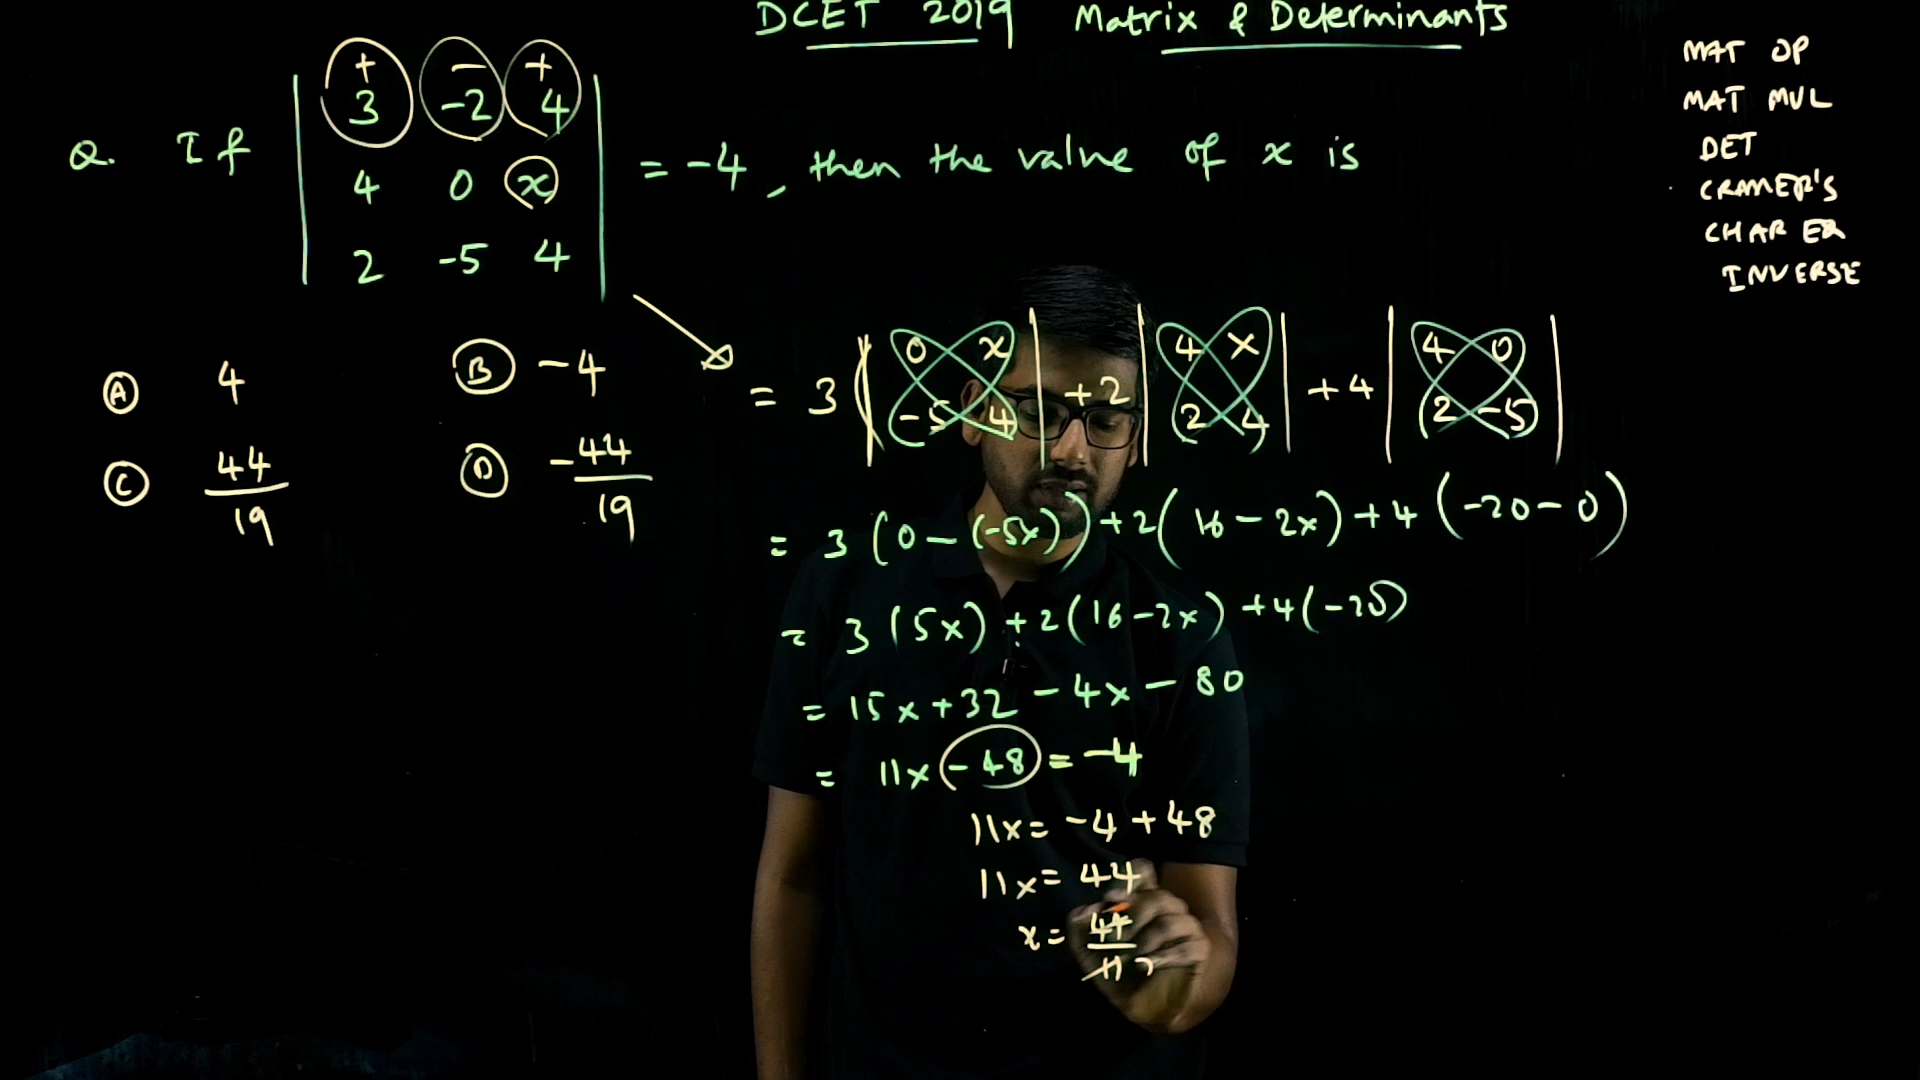 DCET 2019 Matrix & Determinants
+ - +
3 -2 4
Q. If 4 0 x = -4, then the value of x is
2 -5 4
A 4 B -4
C 44/19 D -44/19
MAT OP
MAT MUL
DET
CRAMER'S
CHAR EQ
INVERSE
= 3 | 0 x | +2 | 4 x | +4 | 4 0 |
| -5 4 | | 2 4 | | 2 -5 |
= 3 (0 - (-5x)) + 2 (16 - 2x) + 4 (-20 - 0)
= 3 (5x) + 2 (16 - 2x) + 4 (-20)
= 15x + 32 - 4x - 80
= 11x - 48 = -4
11x = -4 + 48
11x = 44
x = 44/11